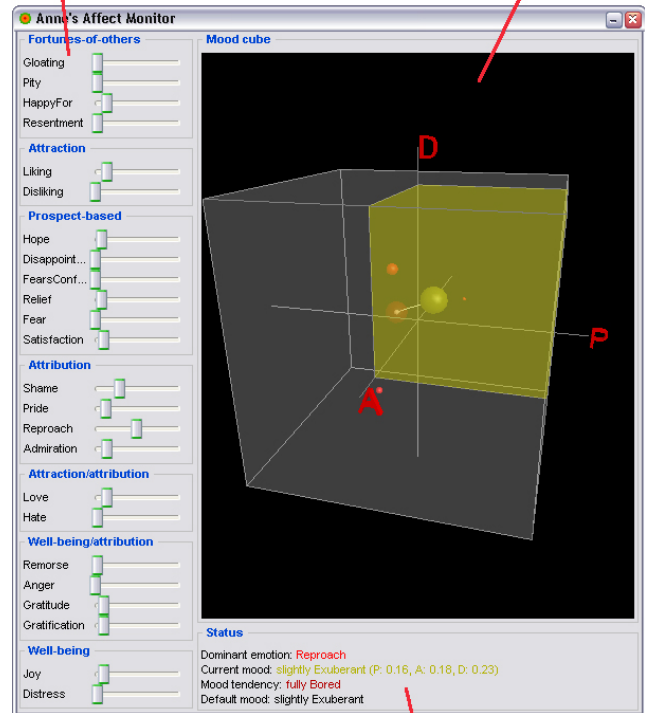 Anne's Affect Monitor
Fortunes-of-others
Gloating
Pity
HappyFor
Resentment
Attraction
Liking
Disliking
Prospect-based
Hope
Disappoint...
FearsConf...
Relief
Fear
Satisfaction
Attribution
Shame
Pride
Reproach
Admiration
Attraction/attribution
Love
Hate
Well-being/attribution
Remorse
Anger
Gratitude
Gratification
Well-being
Joy
Distress
Mood cube
D
P
A
Status
Dominant emotion: Reproach
Current mood: slightly Exuberant (P: 0.16, A: 0.18, D: 0.23)
Mood tendency: fully Bored
Default mood: slightly Exuberant